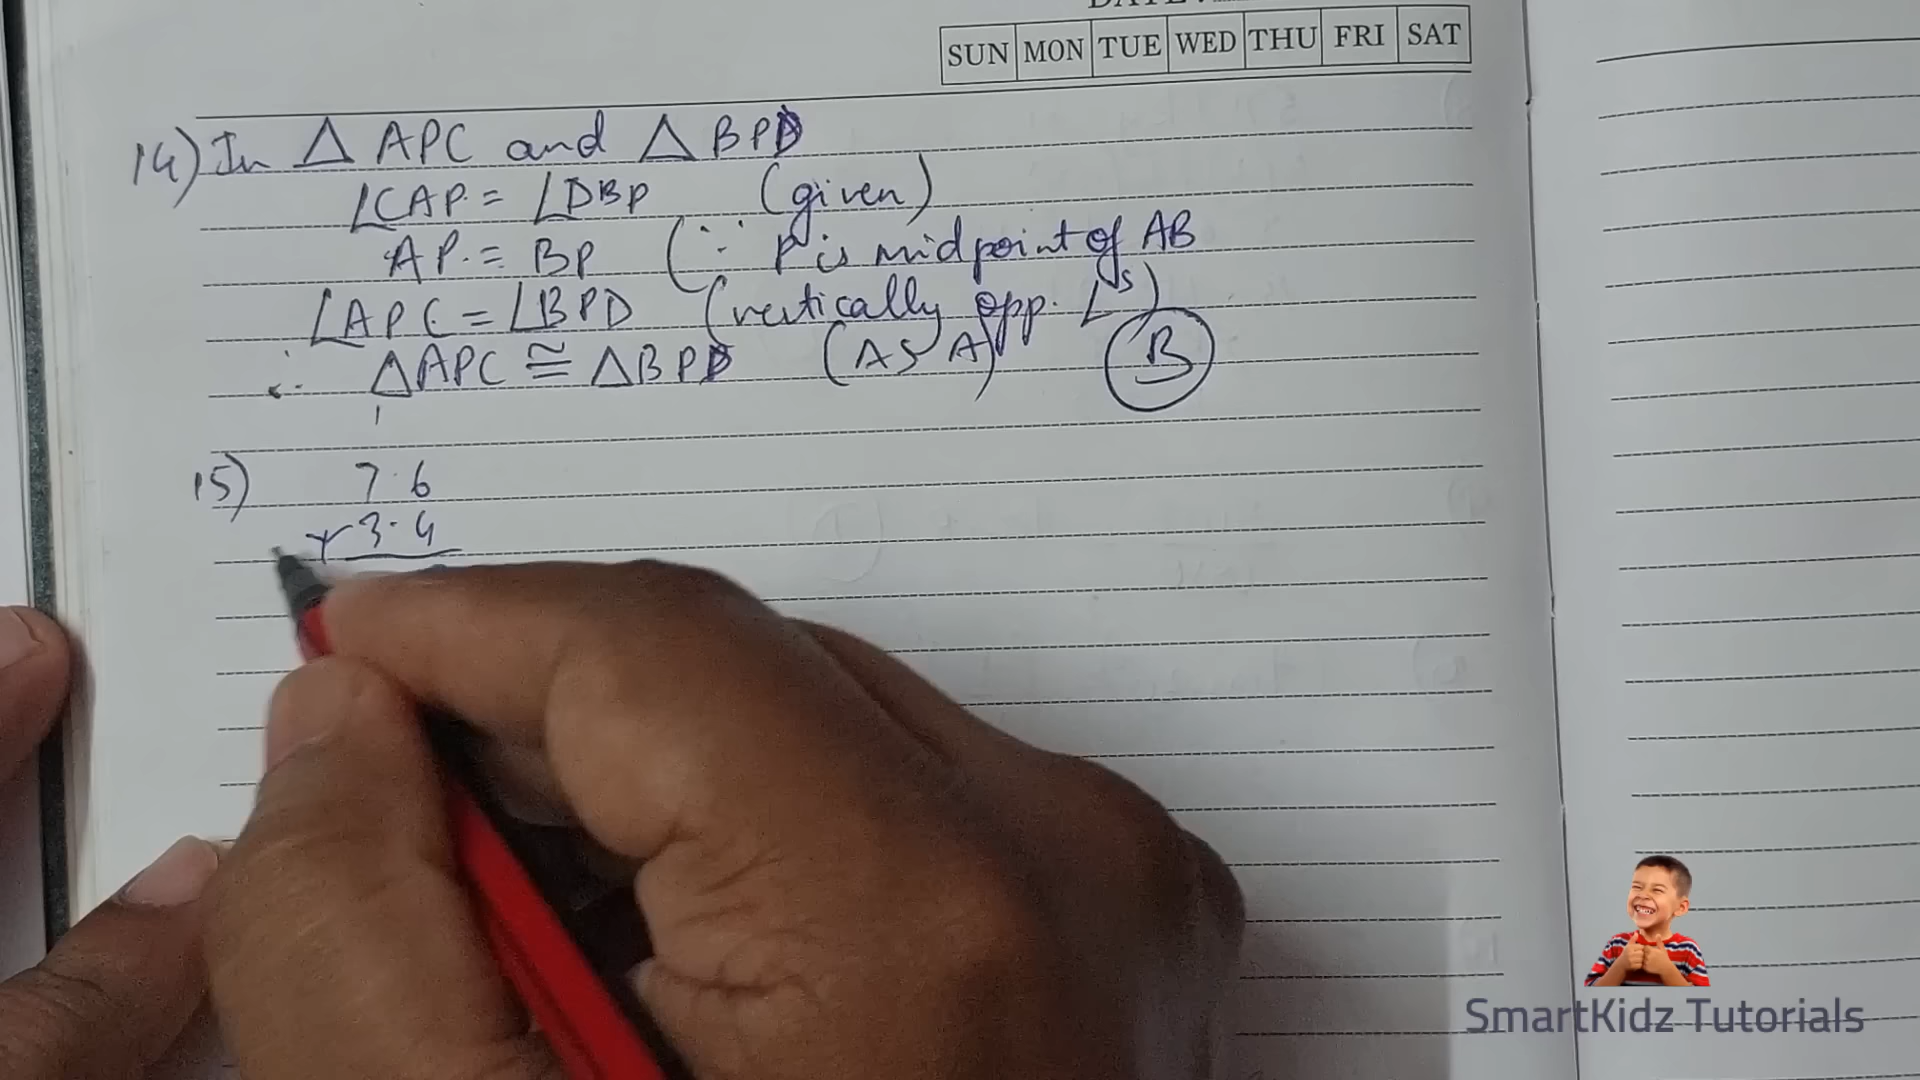 SUN MON TUE WED THU FRI SAT
14) In △ APC and △ BPD
∠CAP = ∠DBP (given)
AP = BP (∵ P is midpoint of AB
∠APC = ∠BPD (vertically opp. ∠s)
∴ △APC ≅ △BPD (ASA) B
15) 7.6
+ 3.4
SmartKidz Tutorials